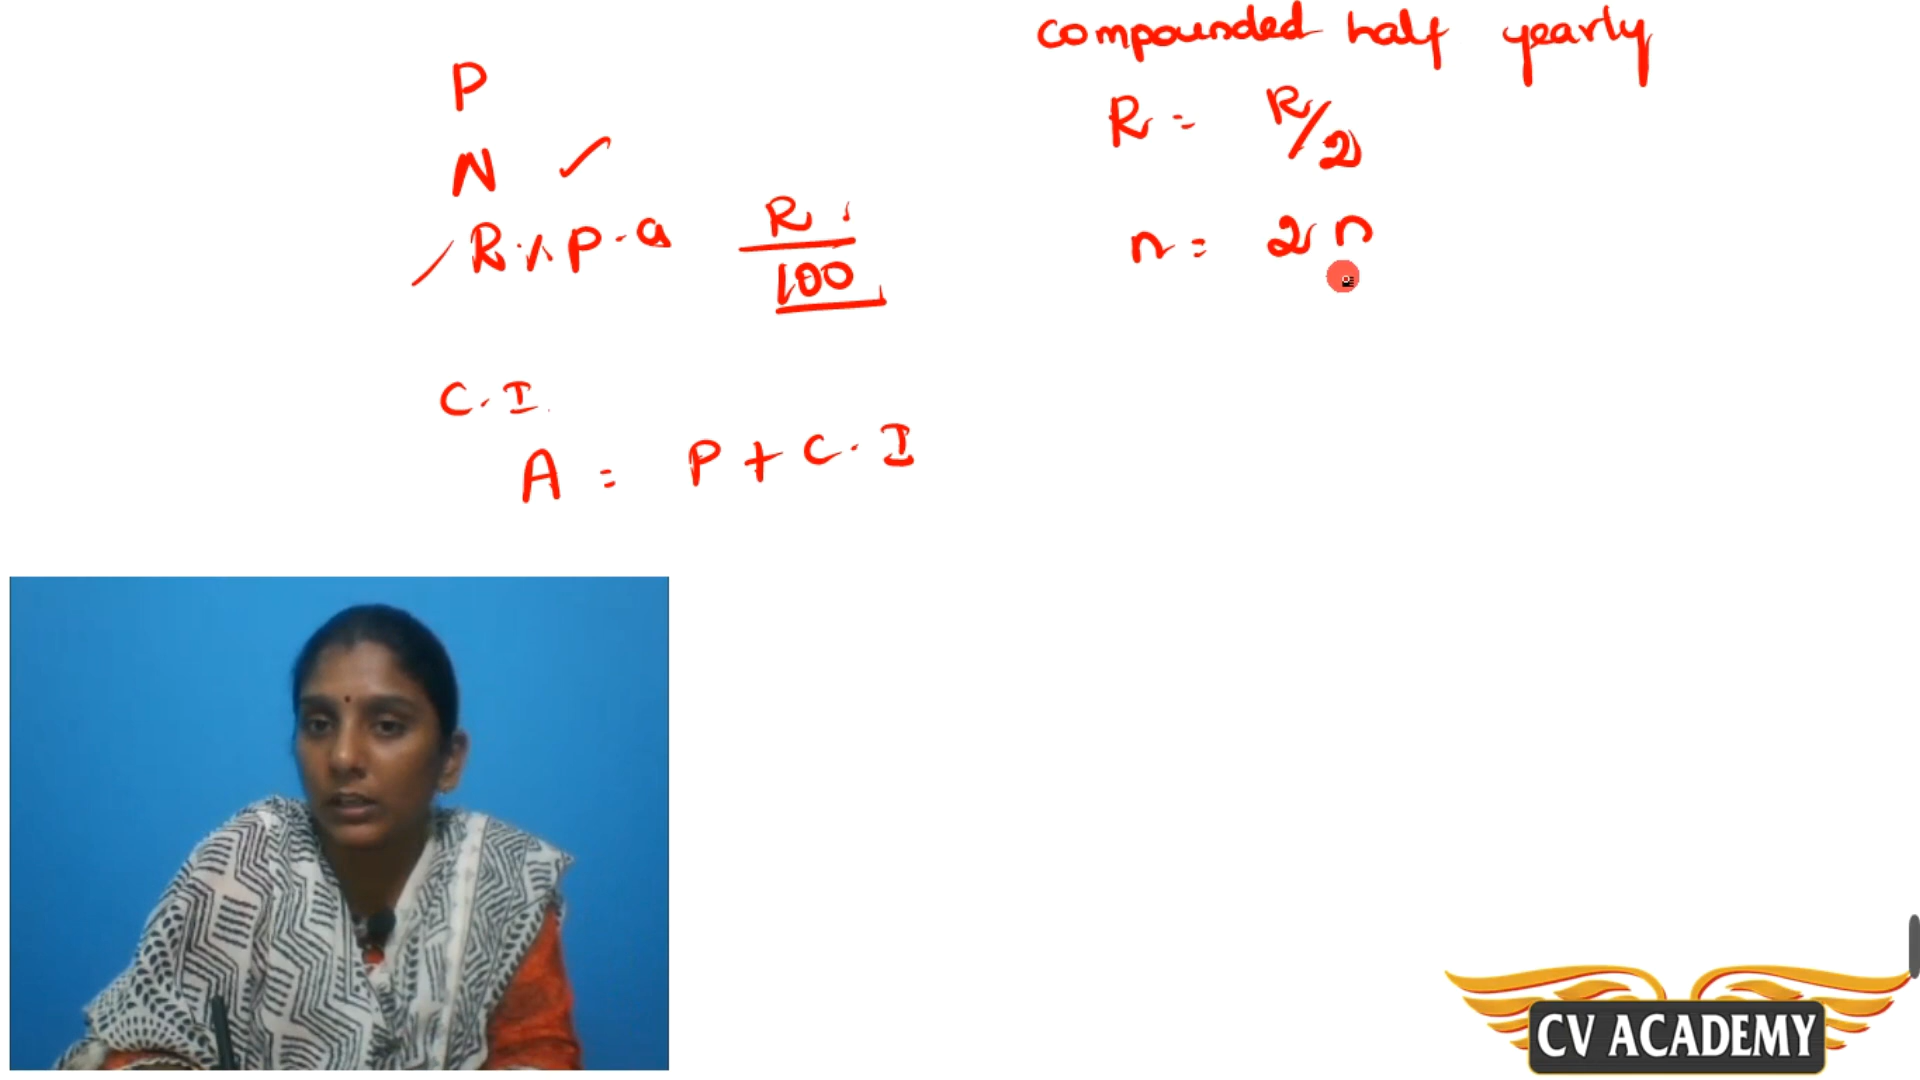 P
N ✓
R% p.a R/100
C.I.
A = P + C.I
compounded half yearly
R = R/2
n = 2n
CV ACADEMY